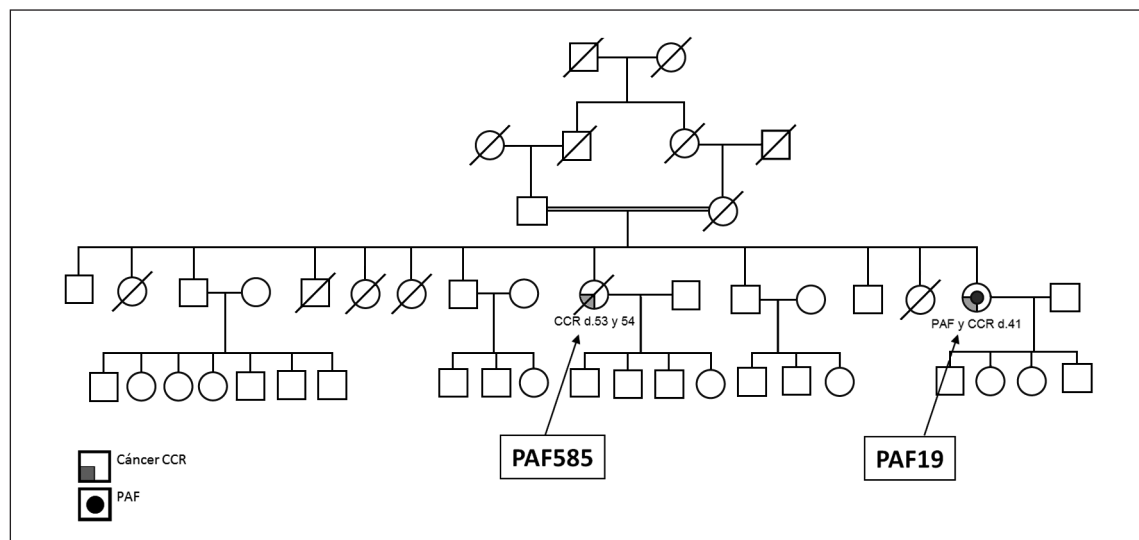 CCR d.53 y 54
PAF y CCR d.41
PAF585
PAF19
Cáncer CCR
PAF